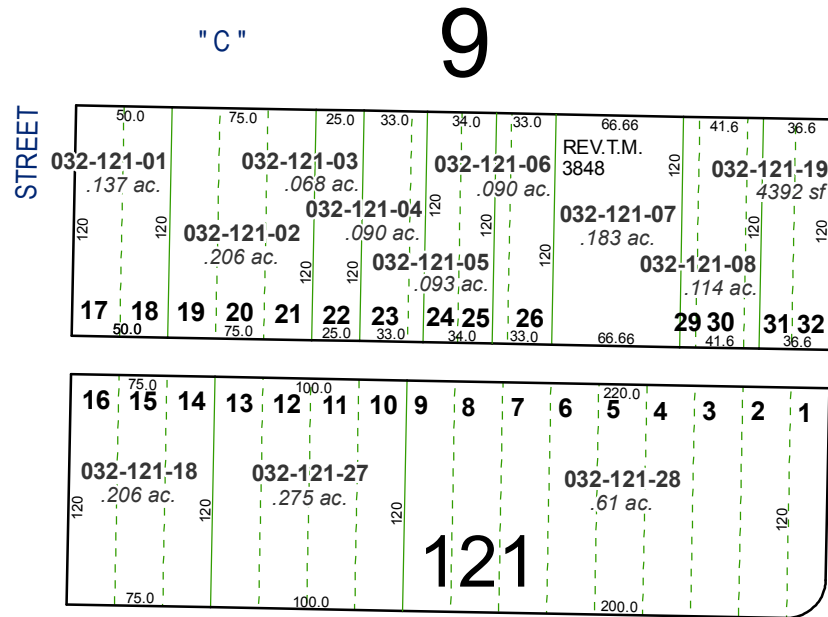 " C "
9
STREET
50.0 75.0 25.0 33.0 34.0 33.0 66.66 41.6 36.6
REV.T.M.
3848
032-121-01
.137 ac.
032-121-03
.068 ac.
032-121-06
.090 ac.
032-121-19
4392 sf
032-121-04
.090 ac.
032-121-07
.183 ac.
032-121-02
.206 ac.
032-121-05
.093 ac.
032-121-08
.114 ac.
120 120 120 120 120 120 120 120 120 120
17 18 19 20 21 22 23 24 25 26 29 30 31 32
50.0 75.0 25.0 33.0 34.0 33.0 66.66 41.6 36.6
75.0 100.0 220.0
16 15 14 13 12 11 10 9 8 7 6 5 4 3 2 1
032-121-18
.206 ac.
032-121-27
.275 ac.
032-121-28
.61 ac.
120 120 120 120
121
75.0 100.0 200.0